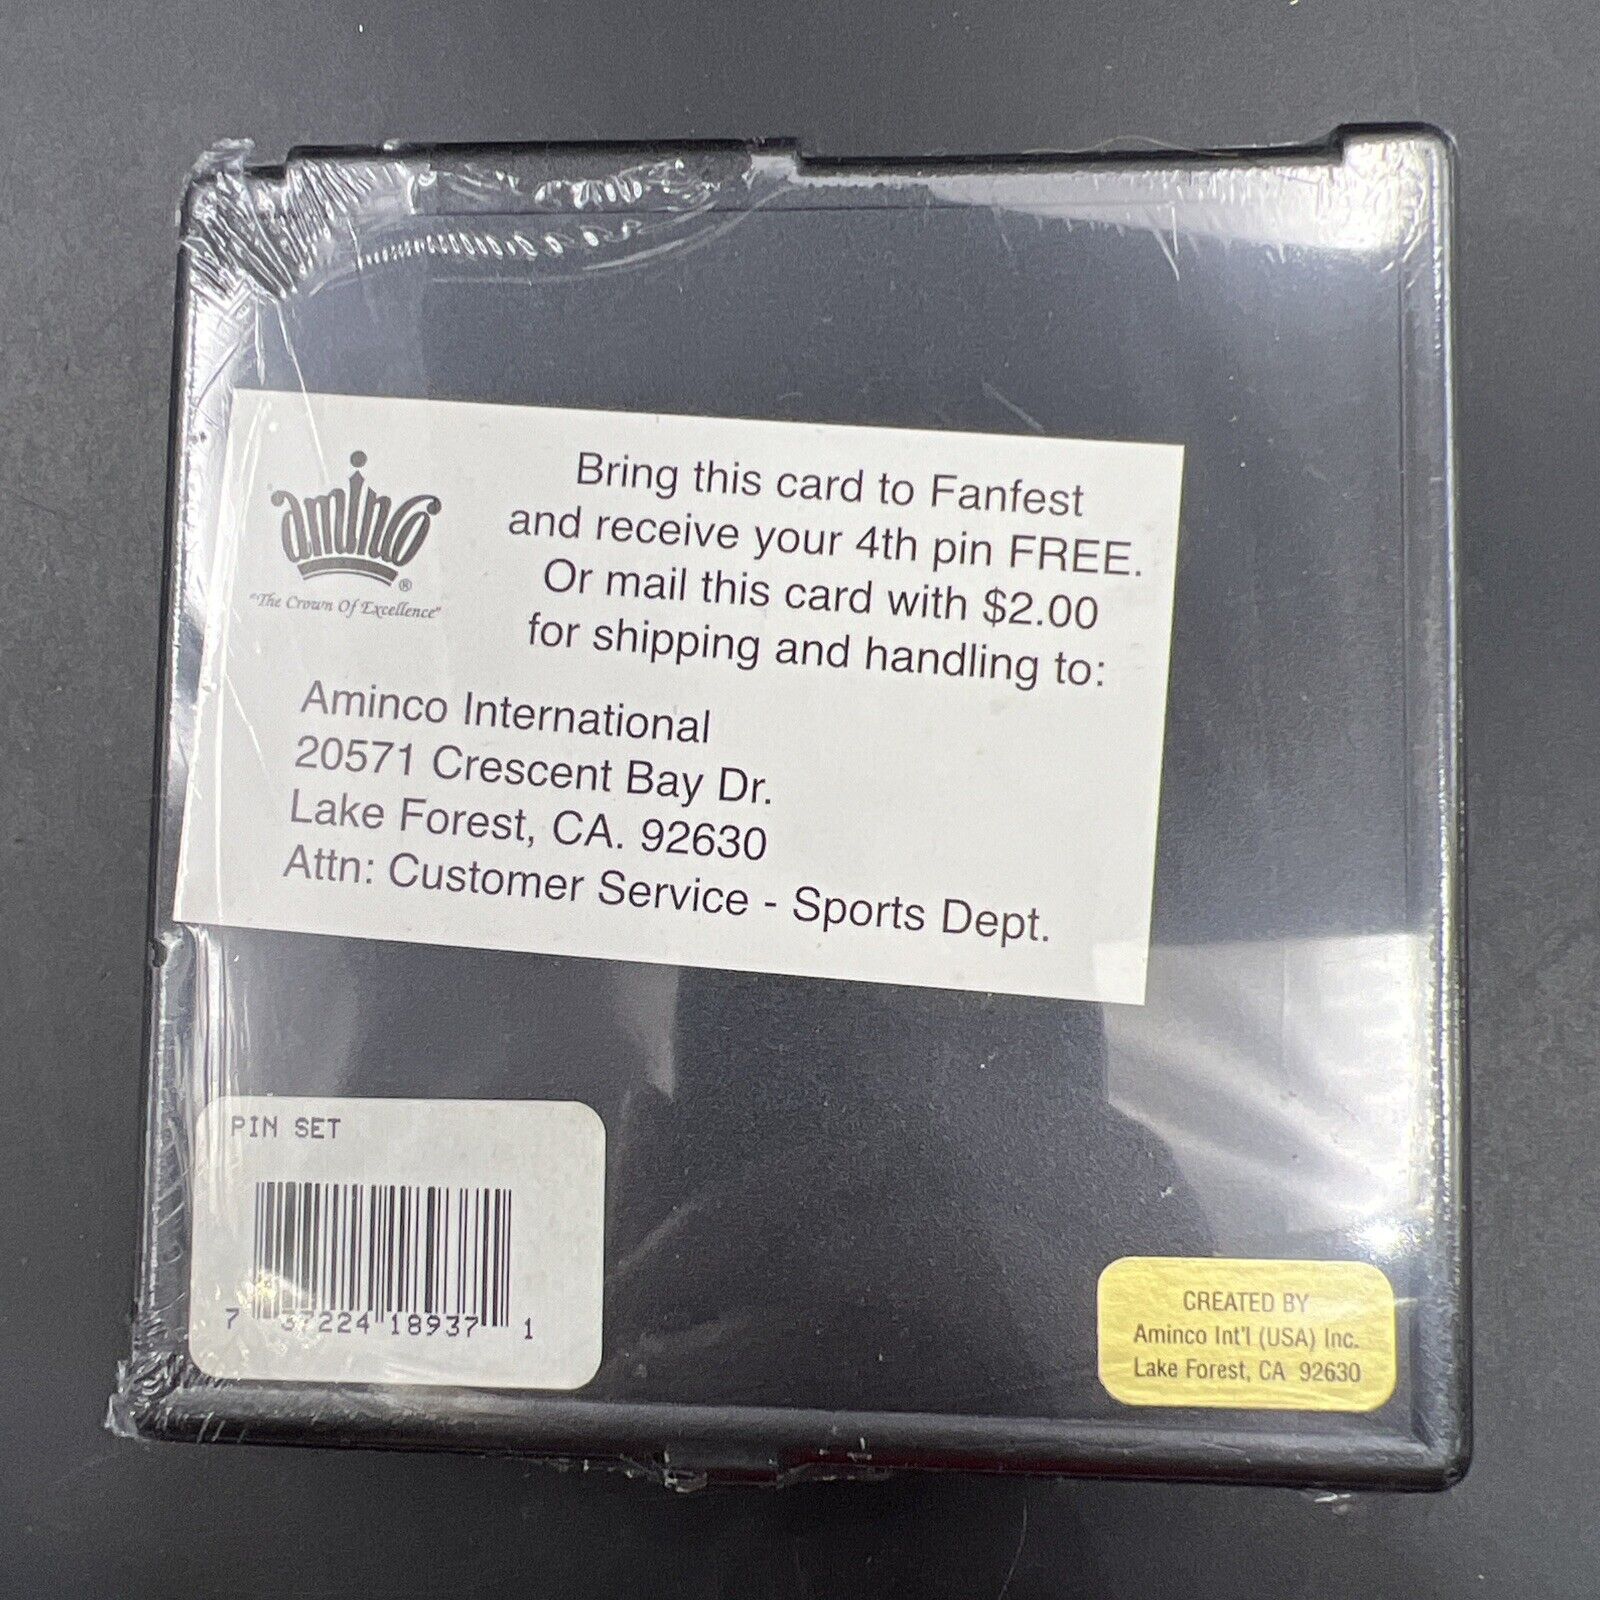 aminco
®
"The Crown Of Excellence"
Bring this card to Fanfest
and receive your 4th pin FREE.
Or mail this card with $2.00
for shipping and handling to:
Aminco International
20571 Crescent Bay Dr.
Lake Forest, CA. 92630
Attn: Customer Service - Sports Dept.
PIN SET
7 37224 18937 1
CREATED BY
Aminco Int'l (USA) Inc.
Lake Forest, CA 92630